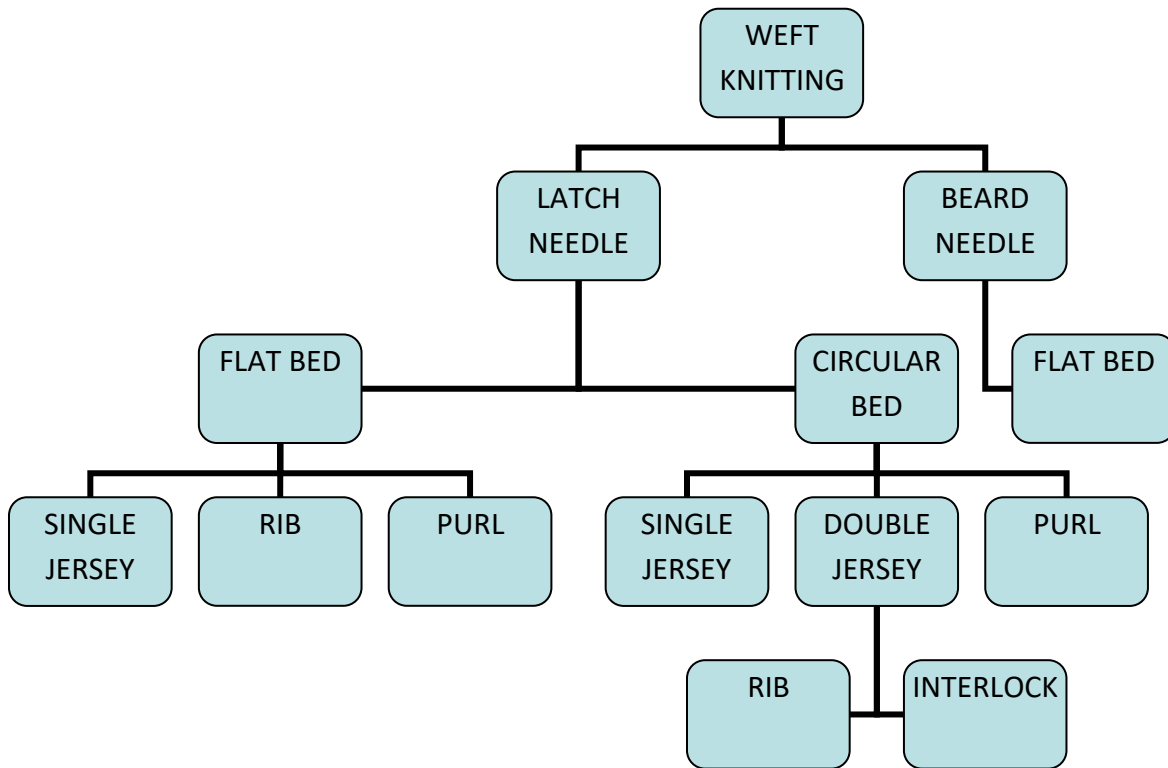 WEFT
KNITTING
LATCH
NEEDLE
BEARD
NEEDLE
FLAT BED
CIRCULAR
BED
FLAT BED
SINGLE
JERSEY
RIB
PURL
SINGLE
JERSEY
DOUBLE
JERSEY
PURL
RIB
INTERLOCK